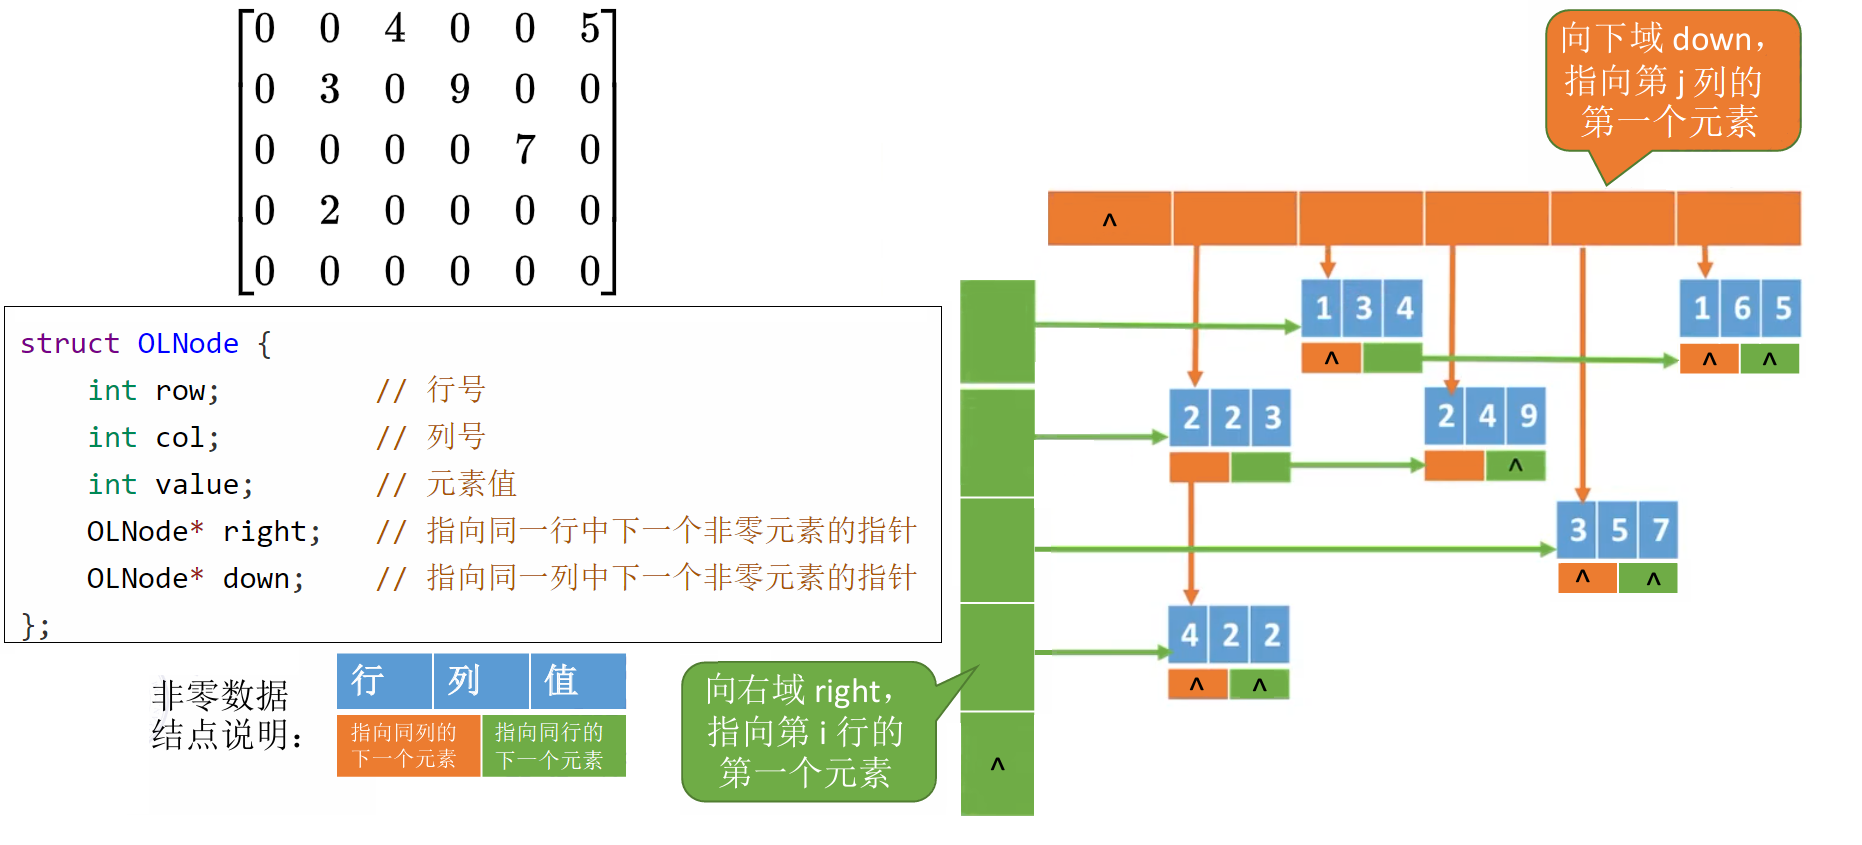 0 0 4 0 0 5
0 3 0 9 0 0
0 0 0 0 7 0
0 2 0 0 0 0
0 0 0 0 0 0
struct OLNode {
int row; // 行号
int col; // 列号
int value; // 元素值
OLNode* right; // 指向同一行中下一个非零元素的指针
OLNode* down; // 指向同一列中下一个非零元素的指针
};
非零数据
结点说明：
行 列 值
指向同列的
下一个元素
指向同行的
下一个元素
向下域 down，
指向第 j 列的
第一个元素
^
1 3 4
^
1 6 5
^ ^
2 2 3
2 4 9
^
3 5 7
^ ^
4 2 2
^ ^
向右域 right，
指向第 i 行的
第一个元素
^